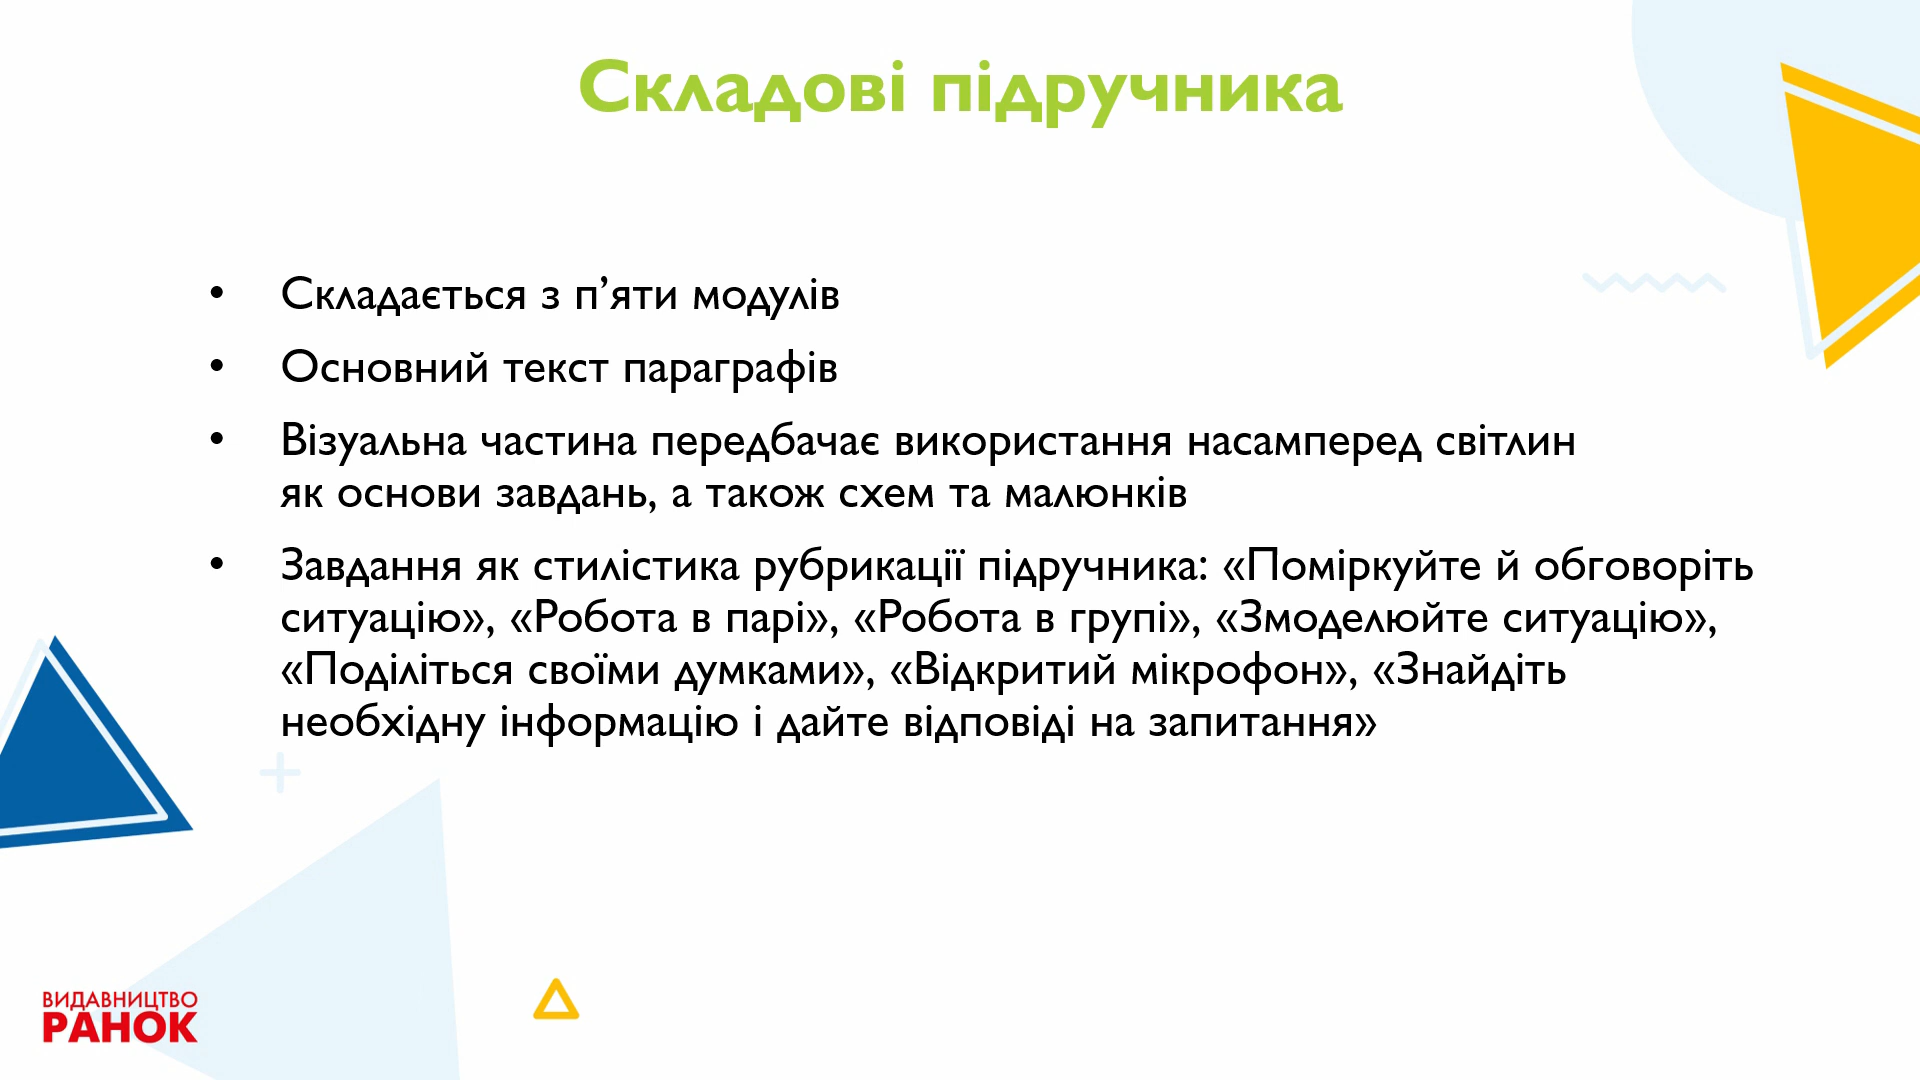 Складові підручника
• Складається з п’яти модулів
• Основний текст параграфів
• Візуальна частина передбачає використання насамперед світлин
як основи завдань, а також схем та малюнків
• Завдання як стилістика рубрикації підручника: «Поміркуйте й обговоріть
ситуацію», «Робота в парі», «Робота в групі», «Змоделюйте ситуацію»,
«Поділіться своїми думками», «Відкритий мікрофон», «Знайдіть
необхідну інформацію і дайте відповіді на запитання»
ВИДАВНИЦТВО
РАНОК